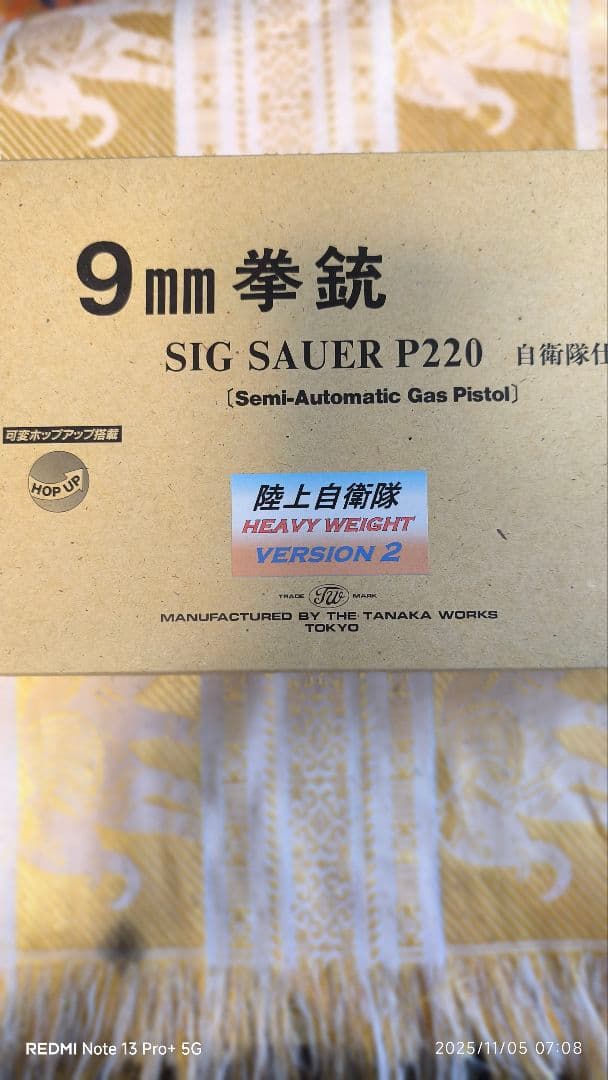 9mm 拳銃
SIG SAUER P220 自衛隊仕
〔Semi-Automatic Gas Pistol〕
可変ホップアップ搭載
HOP UP
陸上自衛隊
HEAVY WEIGHT
VERSION 2
TRADE TW MARK
MANUFACTURED BY THE TANAKA WORKS
TOKYO
REDMI Note 13 Pro+ 5G
2025/11/05 07:08